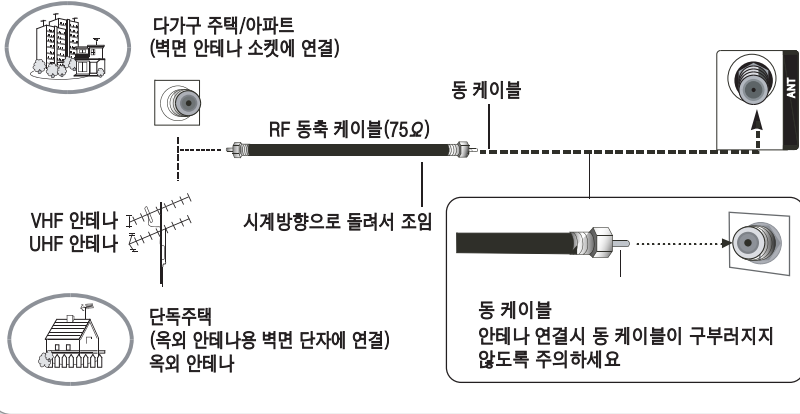 다가구 주택/아파트
(벽면 안테나 소켓에 연결)
동 케이블
ANT
RF 동축 케이블(75Ω)
VHF 안테나
UHF 안테나
시계방향으로 돌려서 조임
단독주택
(옥외 안테나용 벽면 단자에 연결)
옥외 안테나
동 케이블
안테나 연결시 동 케이블이 구부러지지
않도록 주의하세요